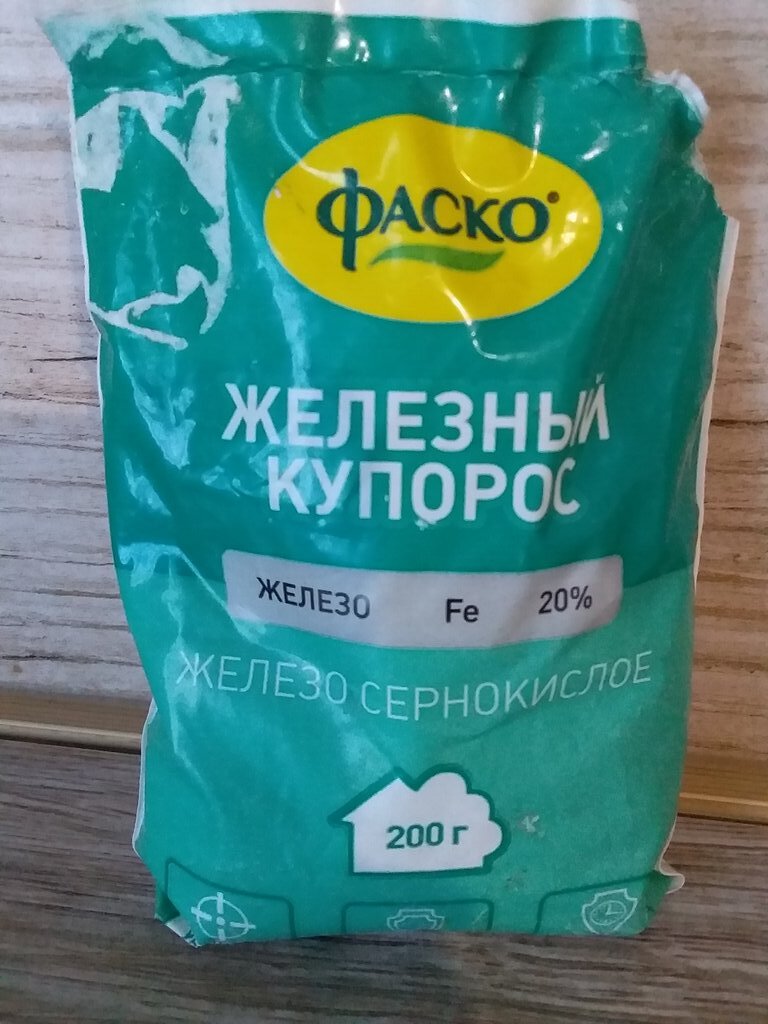 ФАСКО®
ЖЕЛЕЗНЫЙ
КУПОРОС
ЖЕЛЕЗО Fe 20%
ЖЕЛЕЗО СЕРНОКИСЛОЕ
200 г